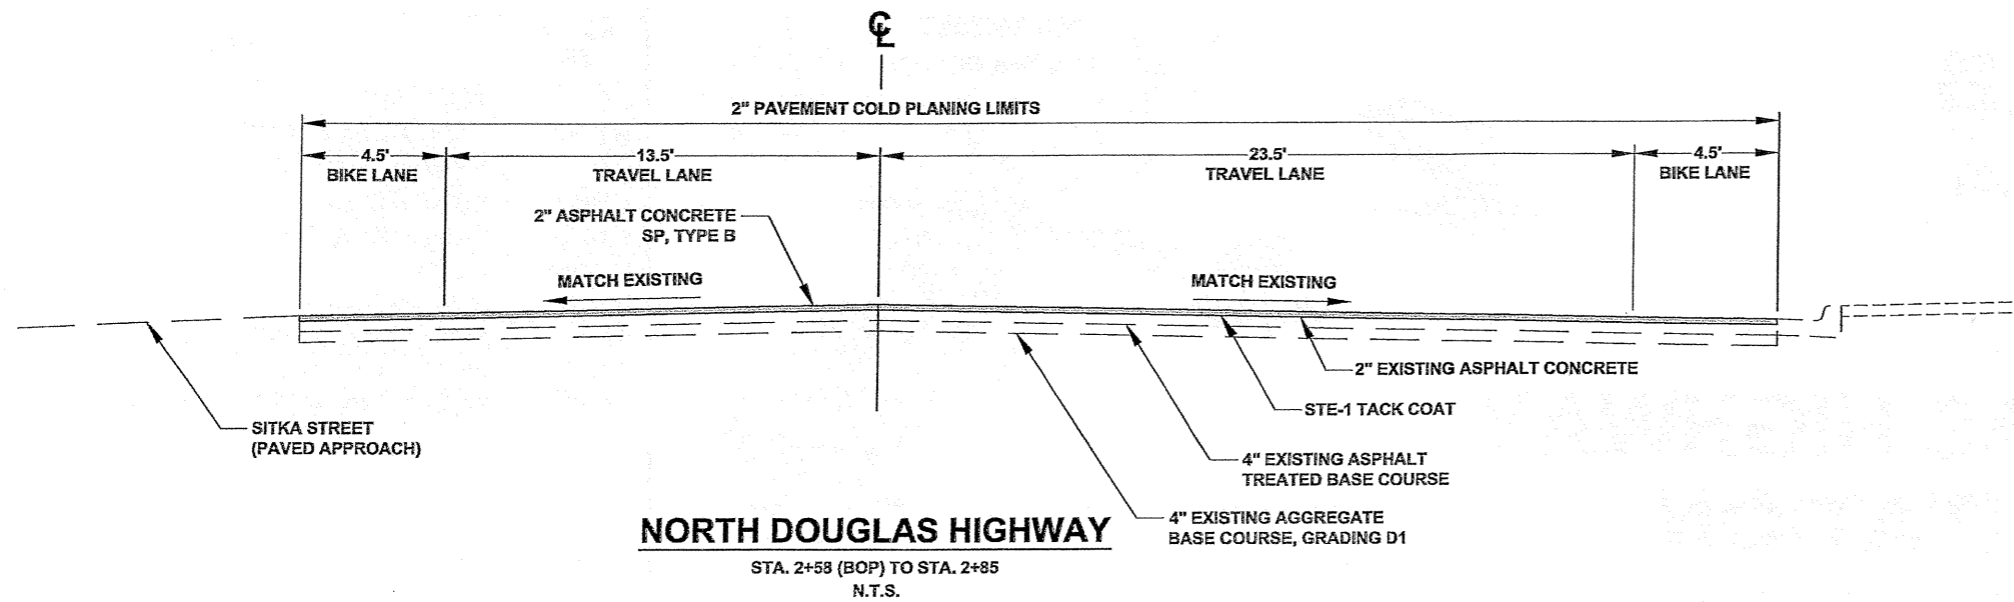 ℄
2" PAVEMENT COLD PLANING LIMITS
4.5'
BIKE LANE
13.5'
TRAVEL LANE
23.5'
TRAVEL LANE
4.5'
BIKE LANE
2" ASPHALT CONCRETE
SP, TYPE B
MATCH EXISTING
MATCH EXISTING
2" EXISTING ASPHALT CONCRETE
STE-1 TACK COAT
SITKA STREET
(PAVED APPROACH)
4" EXISTING ASPHALT
TREATED BASE COURSE
4" EXISTING AGGREGATE
BASE COURSE, GRADING D1
NORTH DOUGLAS HIGHWAY
STA. 2+58 (BOP) TO STA. 2+85
N.T.S.